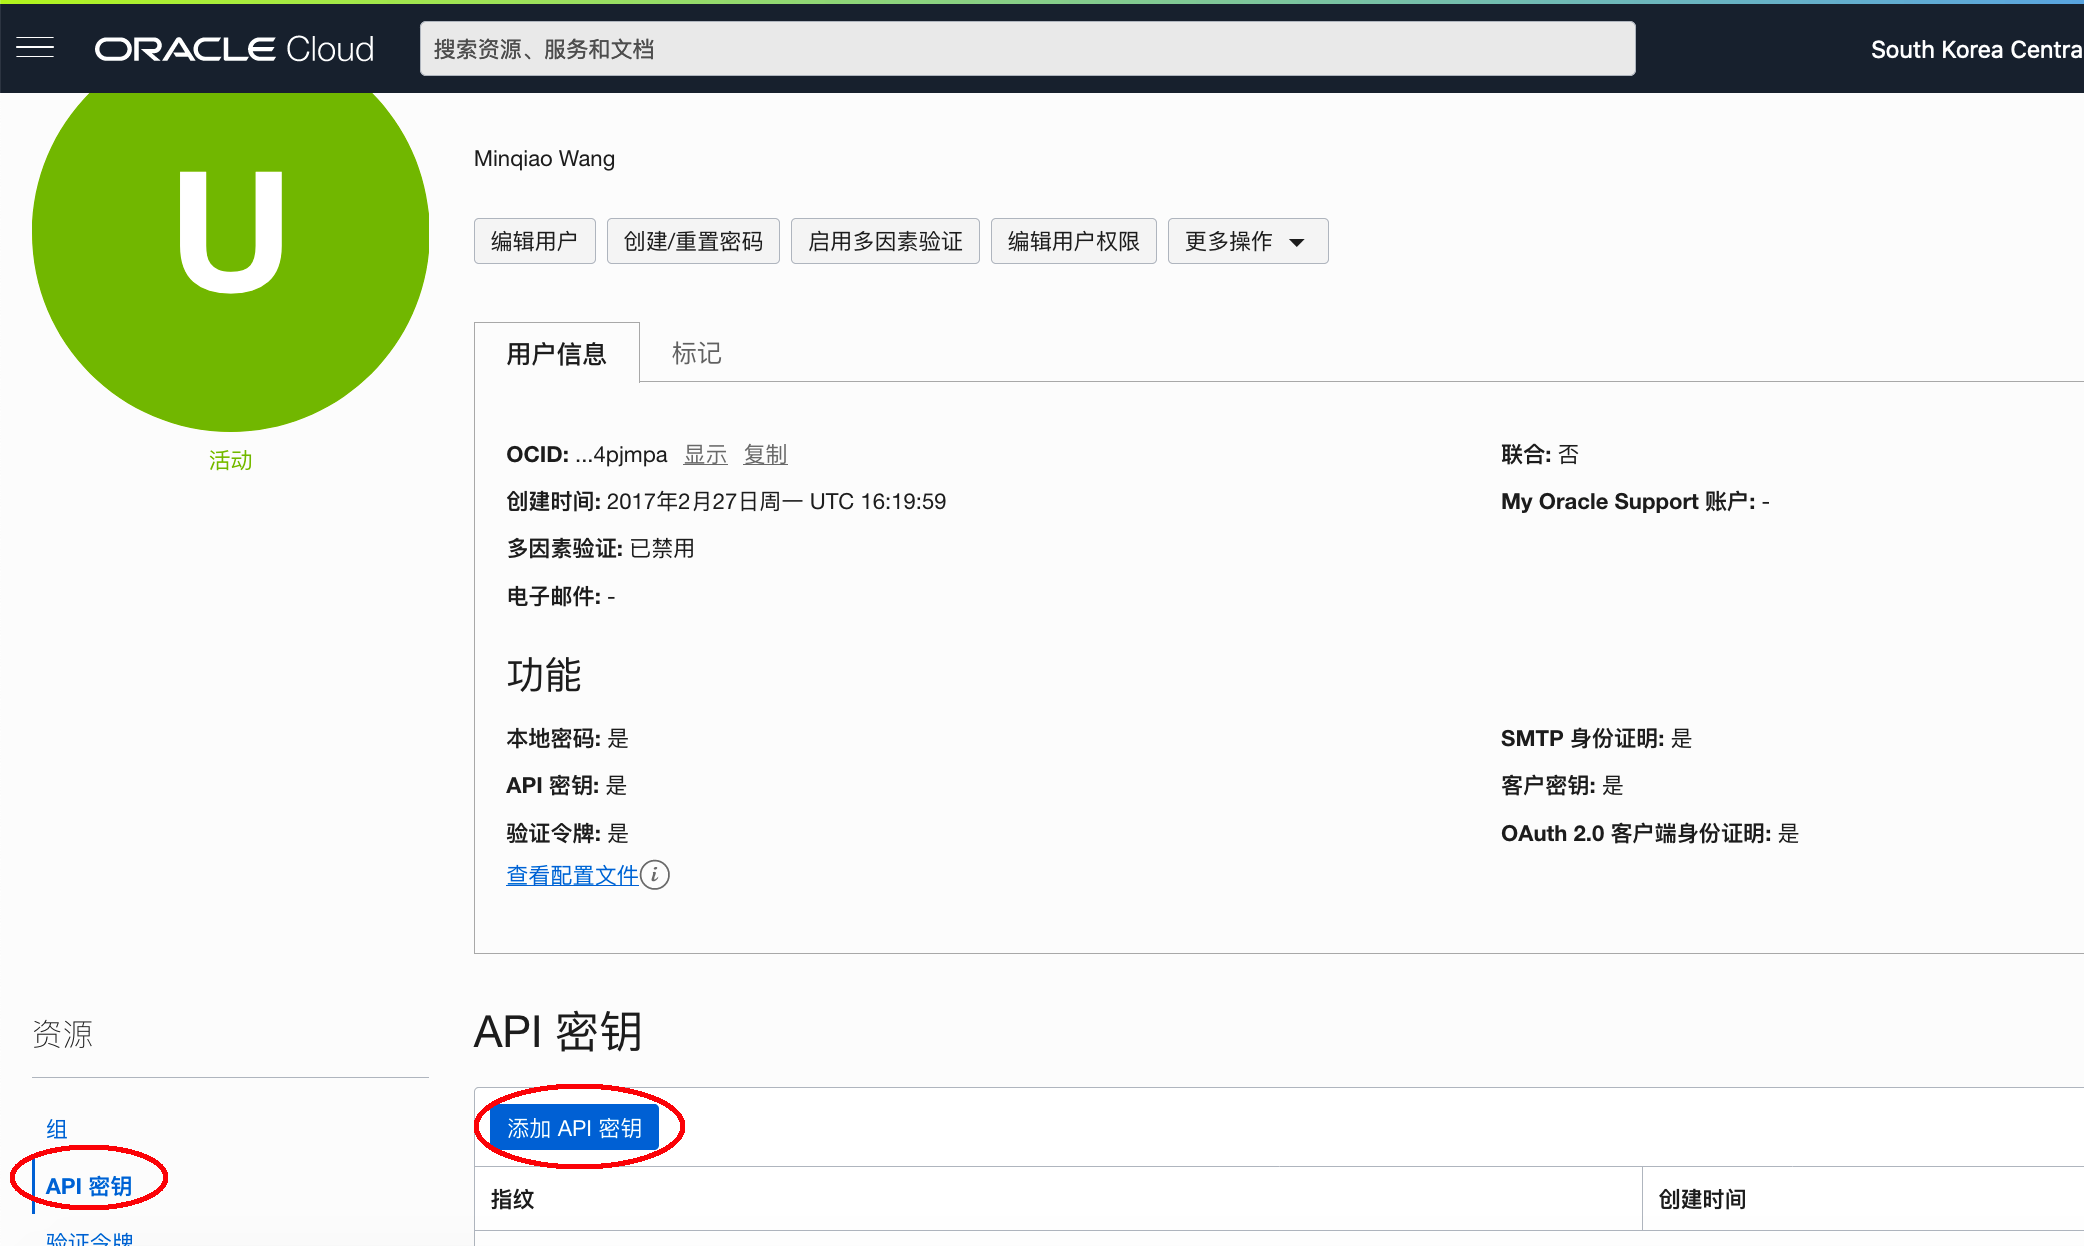 ORACLE Cloud
搜索资源、服务和文档
South Korea Centra
U
活动
Minqiao Wang
编辑用户 创建/重置密码 启用多因素验证 编辑用户权限 更多操作
用户信息 标记
OCID: ...4pjmpa 显示 复制
联合: 否
创建时间: 2017年2月27日周一 UTC 16:19:59
My Oracle Support 账户: -
多因素验证: 已禁用
电子邮件: -
功能
本地密码: 是
SMTP 身份证明: 是
API 密钥: 是
客户密钥: 是
验证令牌: 是
OAuth 2.0 客户端身份证明: 是
查看配置文件 i
资源
组
API 密钥
验证令牌
API 密钥
添加 API 密钥
指纹 创建时间